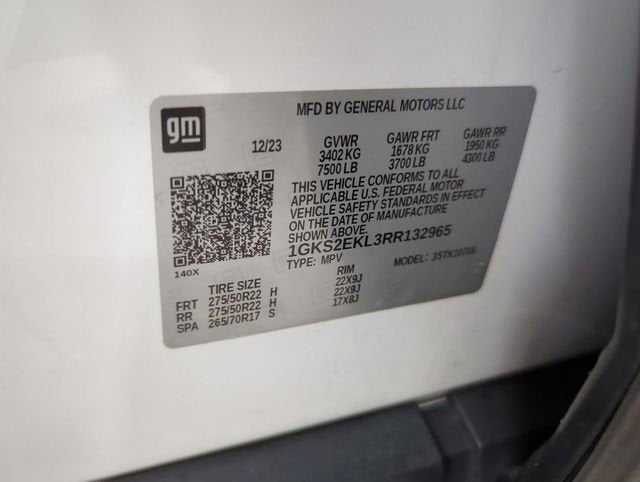 MFD BY GENERAL MOTORS LLC
gm
12/23 GVWR GAWR FRT GAWR RR
3402 KG 1678 KG 1950 KG
7500 LB 3700 LB 4300 LB
THIS VEHICLE CONFORMS TO ALL
APPLICABLE U.S. FEDERAL MOTOR
VEHICLE SAFETY STANDARDS IN EFFECT
ON THE DATE OF MANUFACTURE
SHOWN ABOVE.
1GKS2EKL3RR132965
TYPE: MPV MODEL: 35TK10706
140X
TIRE SIZE RIM
FRT 275/50R22 H 22X9J
RR 275/50R22 H 22X9J
SPA 265/70R17 S 17X8J